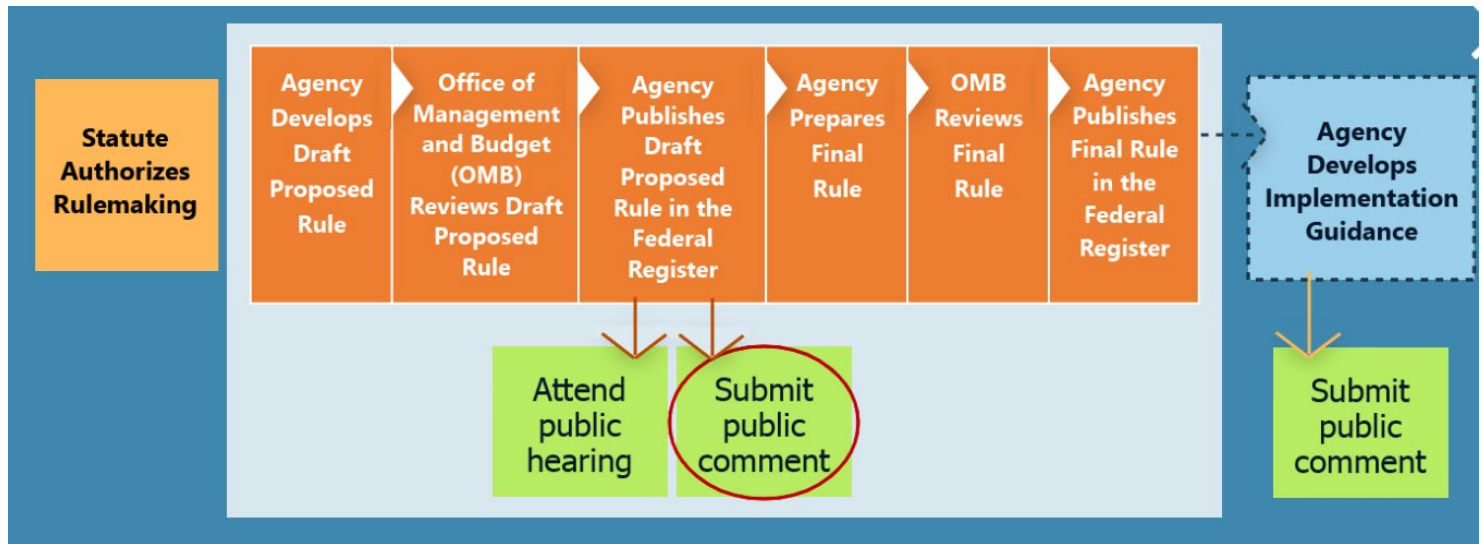 Statute
Authorizes
Rulemaking
Agency
Develops
Draft
Proposed
Rule
Office of
Management
and Budget
(OMB)
Reviews Draft
Proposed
Rule
Agency
Publishes
Draft
Proposed
Rule in the
Federal
Register
Agency
Prepares
Final
Rule
OMB
Reviews
Final
Rule
Agency
Publishes
Final Rule
in the
Federal
Register
Agency
Develops
Implementation
Guidance
Attend
public
hearing
Submit
public
comment
Submit
public
comment